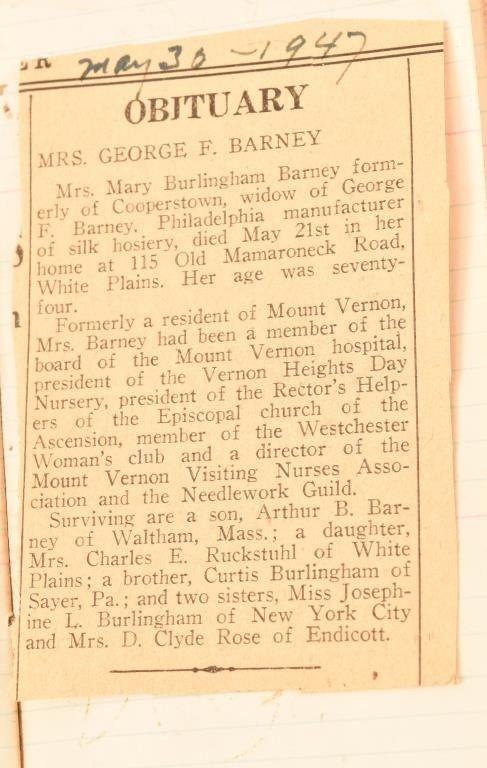 May 30 - 1947
OBITUARY
MRS. GEORGE F. BARNEY
Mrs. Mary Burlingham Barney form-
erly of Cooperstown, widow of George
F. Barney, Philadelphia manufacturer
of silk hosiery, died May 21st in her
home at 115 Old Mamaroneck Road,
White Plains. Her age was seventy-
four.
Formerly a resident of Mount Vernon,
Mrs. Barney had been a member of the
board of the Mount Vernon hospital,
president of the Vernon Heights Day
Nursery, president of the Rector's Help-
ers of the Episcopal church of the
Ascension, member of the Westchester
Woman's club and a director of the
Mount Vernon Visiting Nurses Asso-
ciation and the Needlework Guild.
Surviving are a son, Arthur B. Bar-
ney of Waltham, Mass.; a daughter,
Mrs. Charles E. Ruckstuhl of White
Plains; a brother, Curtis Burlingham of
Sayer, Pa.; and two sisters, Miss Joseph-
ine L. Burlingham of New York City
and Mrs. D. Clyde Rose of Endicott.